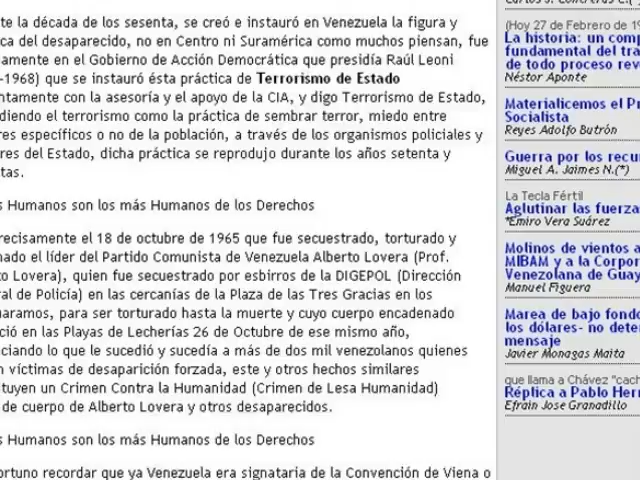 te la década de los sesenta, se creó e instauró en Venezuela la figura y
ca del desaparecido, no en Centro ni Suramérica como muchos piensan, fue
amente en el Gobierno de Acción Democrática que presidía Raúl Leoni
-1968) que se instauró ésta práctica de Terrorismo de Estado
ntamente con la asesoría y el apoyo de la CIA, y digo Terrorismo de Estado,
diendo el terrorismo como la práctica de sembrar terror, miedo entre
res específicos o no de la población, a través de los organismos policiales y
res del Estado, dicha práctica se reprodujo durante los años setenta y
tas.
s Humanos son los más Humanos de los Derechos
recisamente el 18 de octubre de 1965 que fue secuestrado, torturado y
nado el líder del Partido Comunista de Venezuela Alberto Lovera (Prof.
to Lovera), quien fue secuestrado por esbirros de la DIGEPOL (Dirección
ral de Policía) en las cercanías de la Plaza de las Tres Gracias en los
uaramos, para ser torturado hasta la muerte y cuyo cuerpo encadenado
ció en las Playas de Lecherías 26 de Octubre de ese mismo año,
ciando lo que le sucedió y sucedía a más de dos mil venezolanos quienes
n víctimas de desaparición forzada, este y otros hechos similares
tuyen un Crimen Contra la Humanidad (Crimen de Lesa Humanidad)
de cuerpo de Alberto Lovera y otros desaparecidos.
s Humanos son los más Humanos de los Derechos
ortuno recordar que ya Venezuela era signataria de la Convención de Viena o
(Hoy 27 de Febrero de 19
La historia: un comp
fundamental del tra
de todo proceso revo
Néstor Aponte
Materialicemos el Pr
Socialista
Reyes Adolfo Butrón
Guerra por los recur
Miguel A. Jaimes N.(*)
La Tecla Fértil
Aglutinar las fuerzas
*Emiro Vera Suárez
Molinos de vientos a
MIBAM y a la Corpor
Venezolana de Guay
Manuel Figuera
Marea de bajo fondo
los dólares- no deten
mensaje
Javier Monagas Maita
que llama a Chávez "cach
Réplica a Pablo Hern
Efraín Jose Granadillo